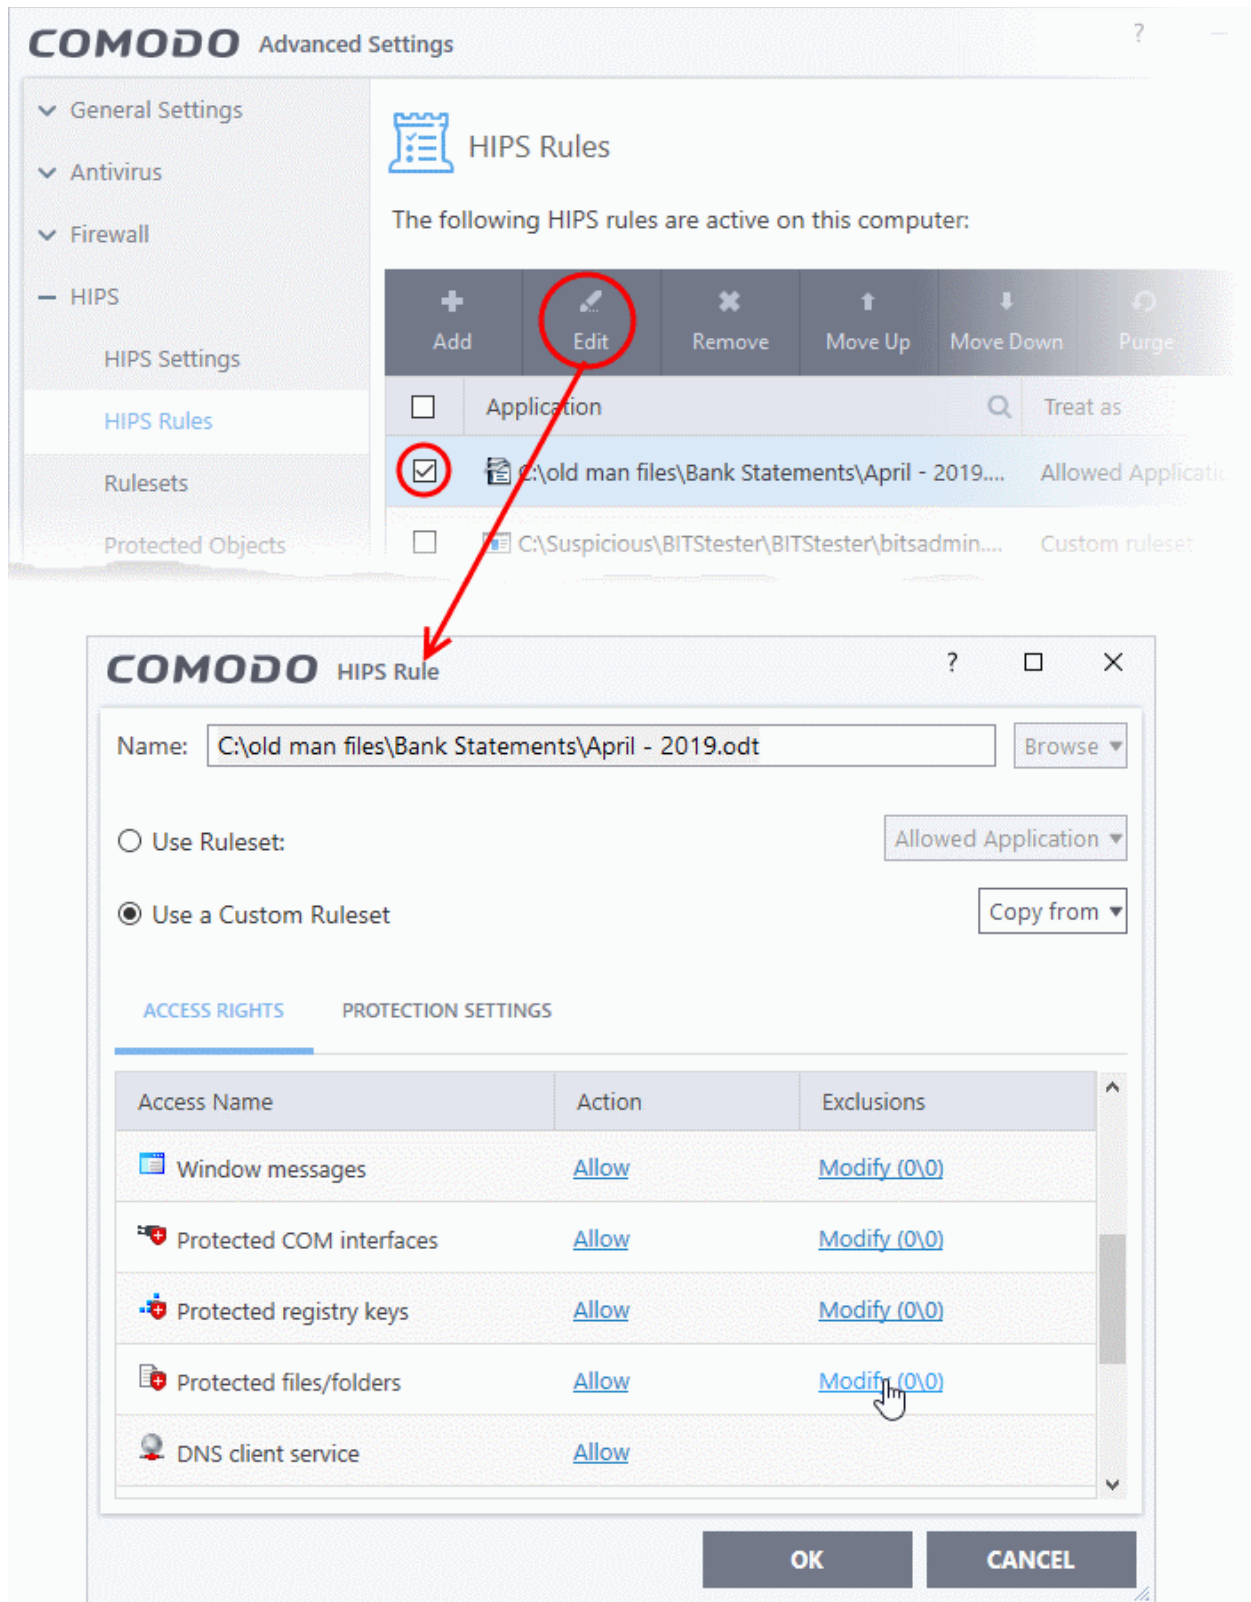 COMODO Advanced Settings ?
General Settings
Antivirus
Firewall
HIPS
HIPS Settings
HIPS Rules
Rulesets
Protected Objects
HIPS Rules
The following HIPS rules are active on this computer:
Add Edit Remove Move Up Move Down Purge
Application Treat as
C:\old man files\Bank Statements\April - 2019.... Allowed Applicatio
C:\Suspicious\BITStester\BITStester\bitsadmin.... Custom ruleset
COMODO HIPS Rule ?
Name: C:\old man files\Bank Statements\April - 2019.odt Browse
Use Ruleset: Allowed Application
Use a Custom Ruleset Copy from
ACCESS RIGHTS PROTECTION SETTINGS
Access Name Action Exclusions
Window messages Allow Modify (0\0)
Protected COM interfaces Allow Modify (0\0)
Protected registry keys Allow Modify (0\0)
Protected files/folders Allow Modify (0\0)
DNS client service Allow
OK CANCEL